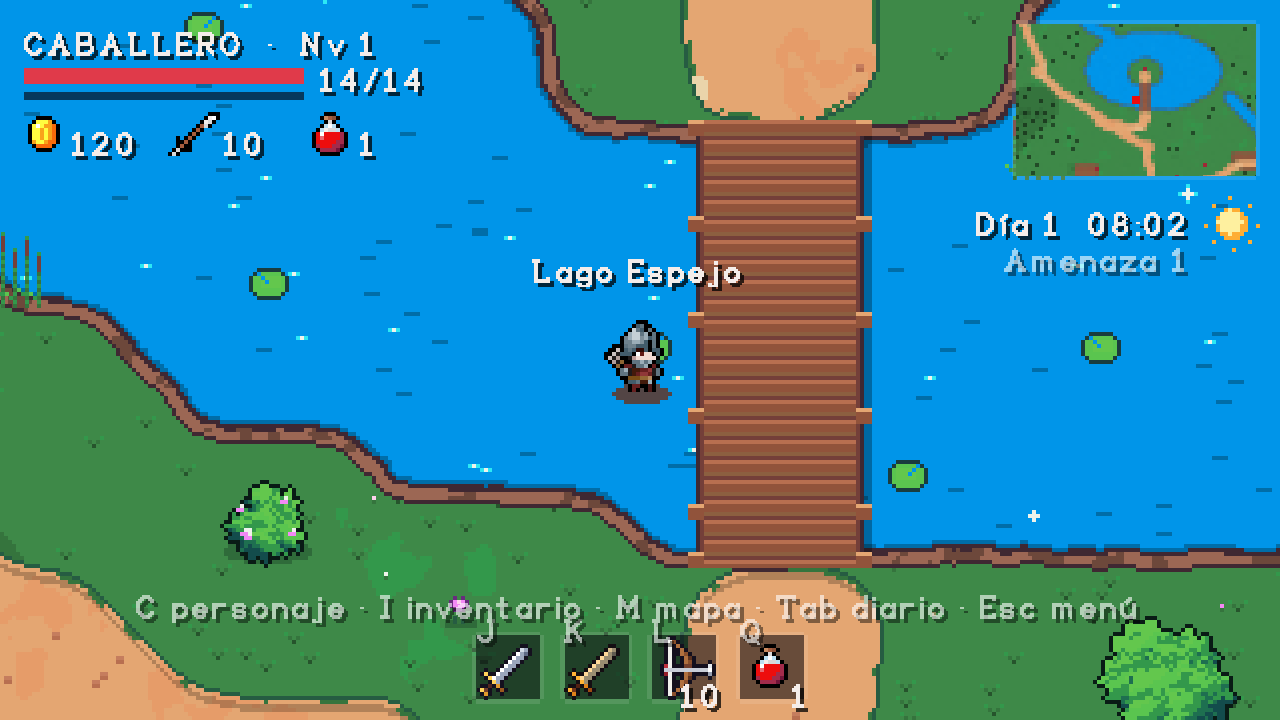 CABALLERO · Nv 1
14/14
120 10 1
Día 1 08:02
Amenaza 1
Lago Espejo
C personaje · I inventario · M mapa · Tab diario · Esc menú
J K L Q
10 1